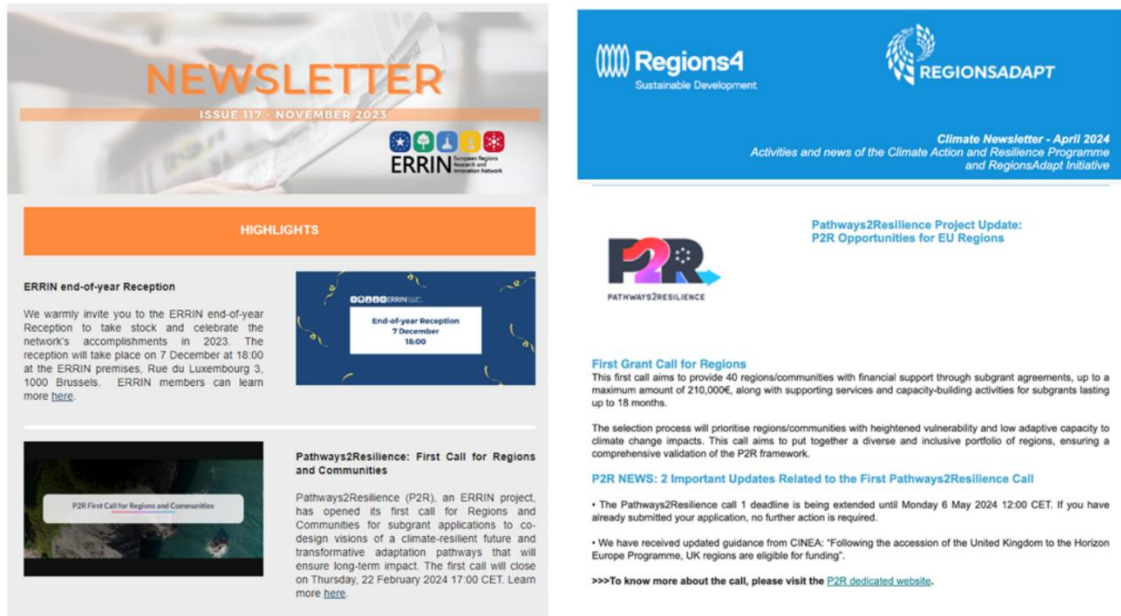 NEWSLETTER
ISSUE 117 - NOVEMBER 2023
ERRIN European Regions
Research and
Innovation Network
HIGHLIGHTS
ERRIN end-of-year Reception
We warmly invite you to the ERRIN end-of-year
Reception to take stock and celebrate the
network's accomplishments in 2023. The
reception will take place on 7 December at 18:00
at the ERRIN premises, Rue du Luxembourg 3,
1000 Brussels. ERRIN members can learn
more here.
ERRIN
End-of-year Reception
7 December
18:00
P2R First Call for Regions and Communities
Pathways2Resilience: First Call for Regions
and Communities
Pathways2Resilience (P2R), an ERRIN project,
has opened its first call for Regions and
Communities for subgrant applications to co-
design visions of a climate-resilient future and
transformative adaptation pathways that will
ensure long-term impact. The first call will close
on Thursday, 22 February 2024 17:00 CET. Learn
more here.
Regions4
Sustainable Development
REGIONSADAPT
Climate Newsletter - April 2024
Activities and news of the Climate Action and Resilience Programme
and RegionsAdapt Initiative
P2R
PATHWAYS2RESILIENCE
Pathways2Resilience Project Update:
P2R Opportunities for EU Regions
First Grant Call for Regions
This first call aims to provide 40 regions/communities with financial support through subgrant agreements, up to a
maximum amount of 210,000€, along with supporting services and capacity-building activities for subgrants lasting
up to 18 months.
The selection process will prioritise regions/communities with heightened vulnerability and low adaptive capacity to
climate change impacts. This call aims to put together a diverse and inclusive portfolio of regions, ensuring a
comprehensive validation of the P2R framework.
P2R NEWS: 2 Important Updates Related to the First Pathways2Resilience Call
• The Pathways2Resilience call 1 deadline is being extended until Monday 6 May 2024 12:00 CET. If you have
already submitted your application, no further action is required.
• We have received updated guidance from CINEA: "Following the accession of the United Kingdom to the Horizon
Europe Programme, UK regions are eligible for funding".
>>>To know more about the call, please visit the P2R dedicated website.